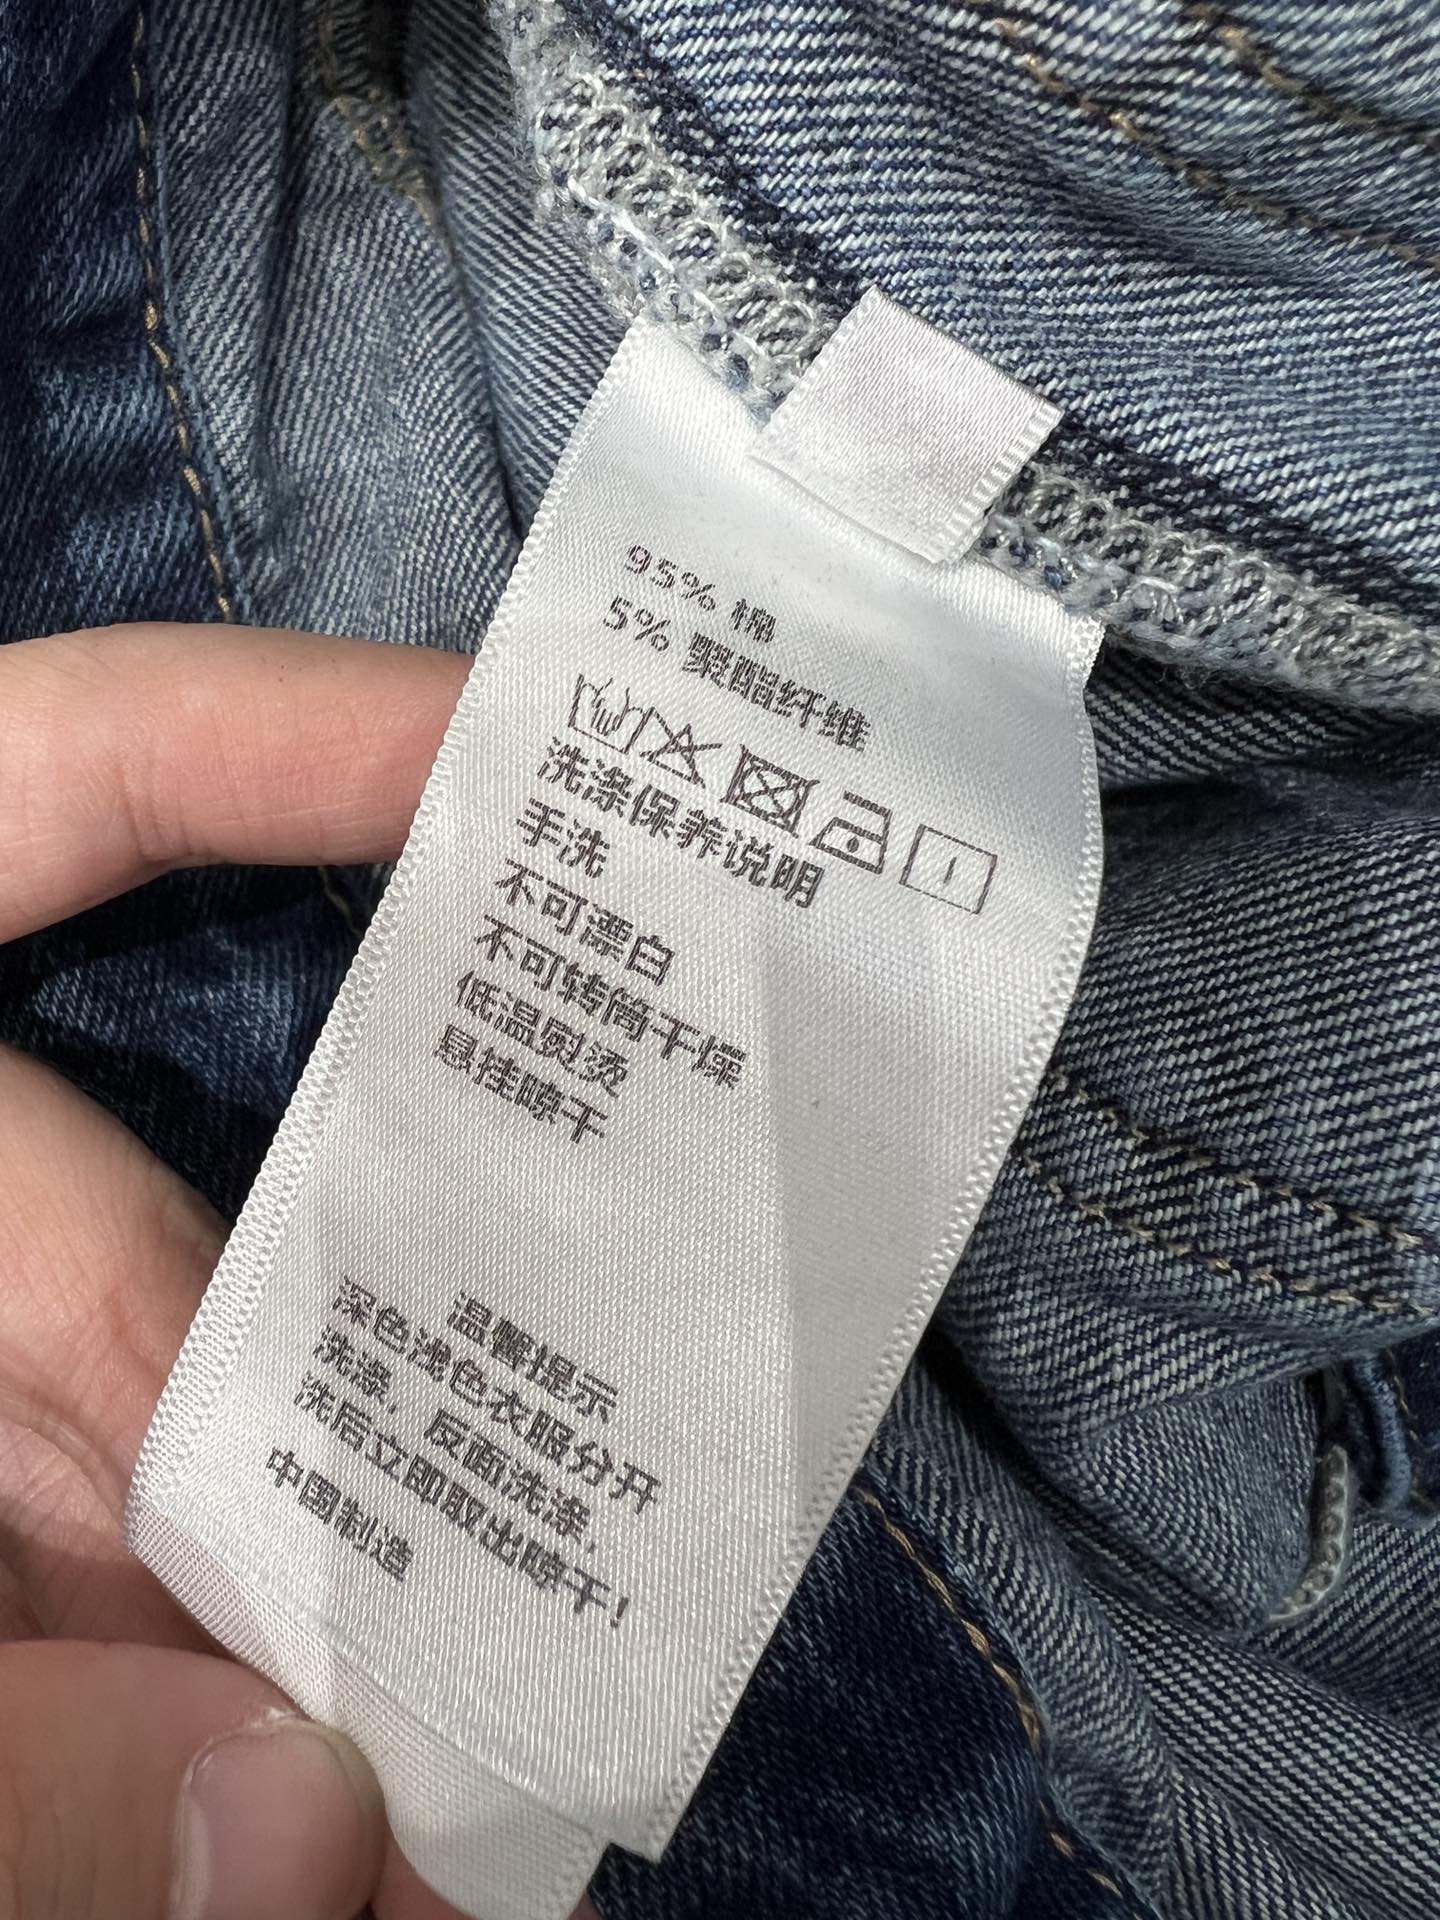 95% 棉
5% 聚酯纤维
洗涤保养说明
手洗
不可漂白
不可转筒干燥
低温熨烫
悬挂晾干
温馨提示
深色浅色衣服分开
洗涤，反面洗涤，
洗后立即取出晾干！
中国制造